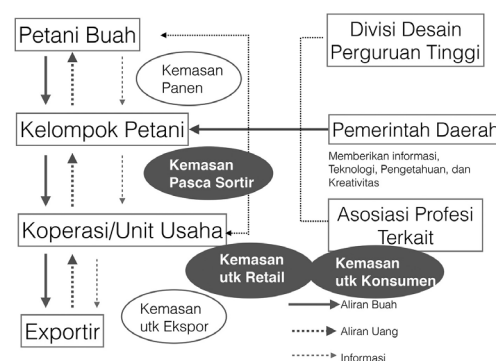 Petani Buah
Divisi Desain
Perguruan Tinggi
Kemasan
Panen
Kelompok Petani
Pemerintah Daerah
Memberikan informasi,
Teknologi, Pengetahuan, dan
Kreativitas
Kemasan
Pasca Sortir
Asosiasi Profesi
Terkait
Koperasi/Unit Usaha
Kemasan
utk Retail
Kemasan
utk Konsumen
Kemasan
utk Ekspor
Exportir
Aliran Buah
Aliran Uang
Informasi